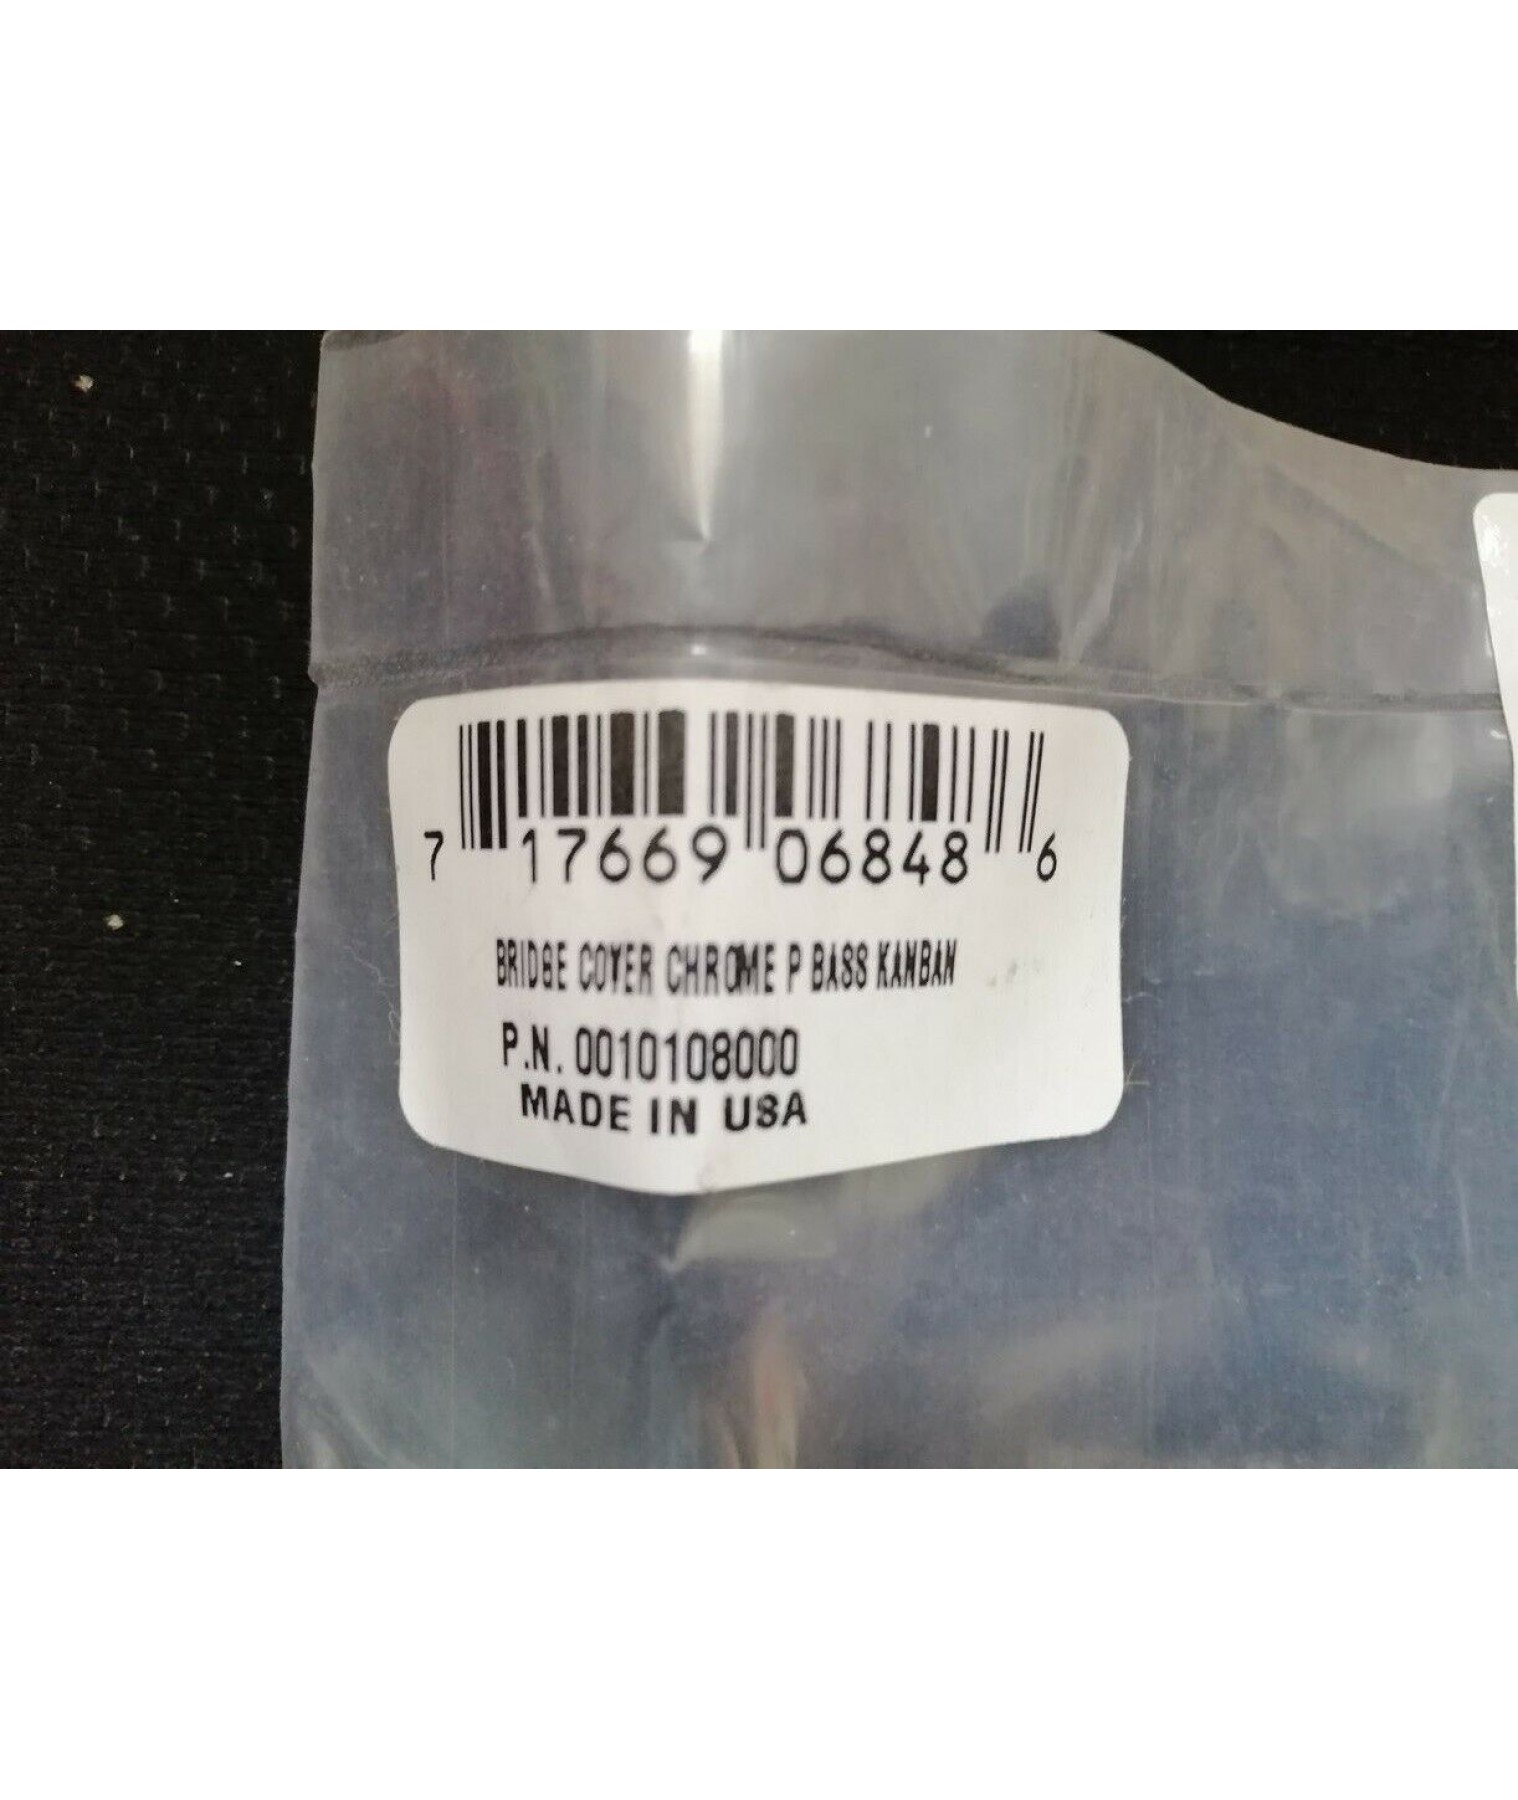 7 17669 06848 6
BRIDGE COVER CHROME P BASS KANBAN
P.N. 0010108000
MADE IN USA